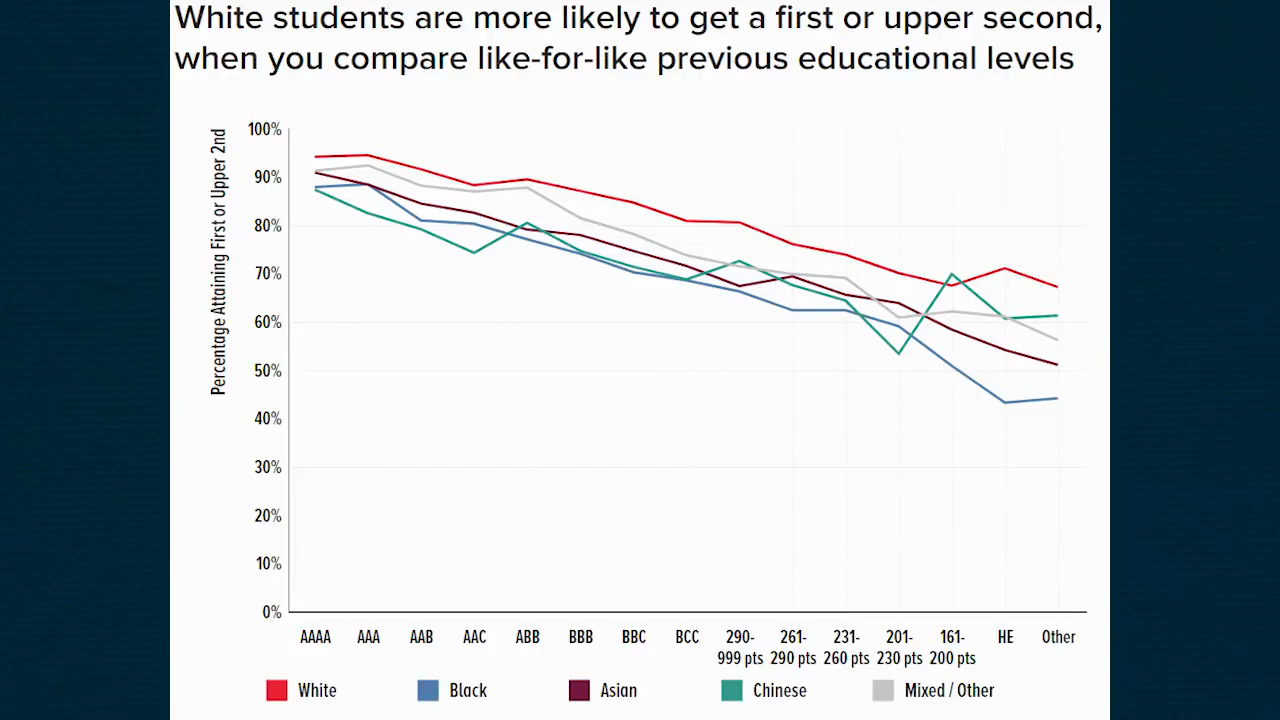 White students are more likely to get a first or upper second,
when you compare like-for-like previous educational levels
Percentage Attaining First or Upper 2nd
100%
90%
80%
70%
60%
50%
40%
30%
20%
10%
0%
AAAA AAA AAB AAC ABB BBB BBC BCC 290- 261- 231- 201- 161- HE Other
999 pts 290 pts 260 pts 230 pts 200 pts
White Black Asian Chinese Mixed / Other